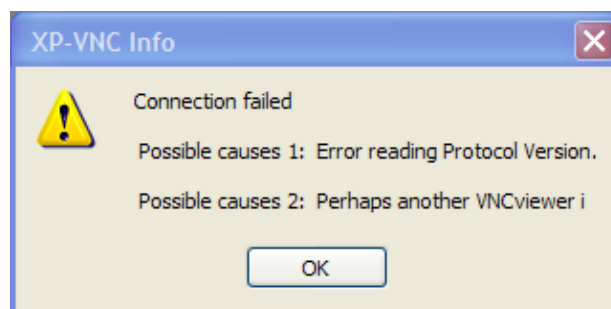 XP-VNC Info
Connection failed
Possible causes 1: Error reading Protocol Version.
Possible causes 2: Perhaps another VNCviewer i
OK